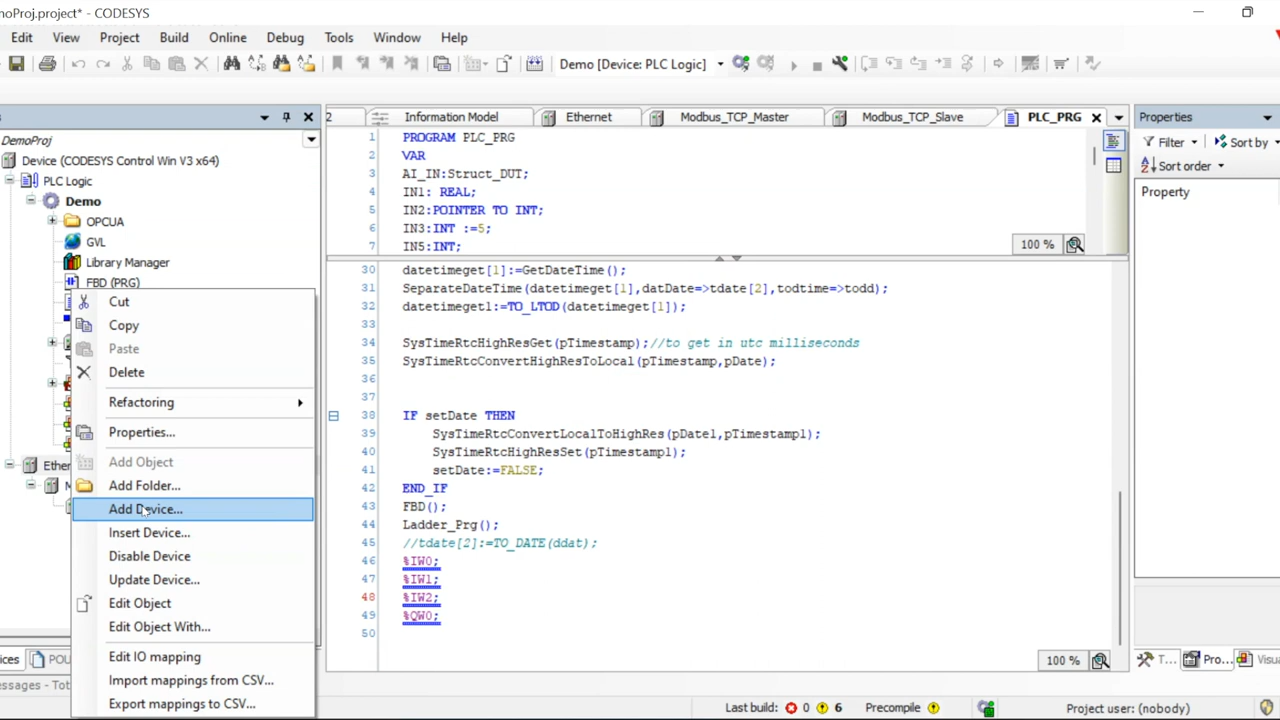 noProj.project* - CODESYS
Edit View Project Build Online Debug Tools Window Help
Demo [Device: PLC Logic]
s
DemoProj
Device (CODESYS Control Win V3 x64)
PLC Logic
Demo
OPCUA
GVL
Library Manager
FBD (PRG)
Ether
M
Cut
Copy
Paste
Delete
Refactoring
Properties...
Add Object
Add Folder...
Add Device...
Insert Device...
Disable Device
Update Device...
Edit Object
Edit Object With...
Edit IO mapping
Import mappings from CSV...
Export mappings to CSV...
ices POU
essages - Tot
2 Information Model Ethernet Modbus_TCP_Master Modbus_TCP_Slave PLC_PRG
1 PROGRAM PLC_PRG
2 VAR
3 AI_IN:Struct_DUT;
4 IN1: REAL;
5 IN2:POINTER TO INT;
6 IN3:INT :=5;
7 IN5:INT;
100 %
30 datetimeget[1]:=GetDateTime();
31 SeparateDateTime(datetimeget[1],datDate=>tdate[2],todtime=>todd);
32 datetimeget1:=TO_LTOD(datetimeget[1]);
33
34 SysTimeRtcHighResGet(pTimestamp);//to get in utc milliseconds
35 SysTimeRtcConvertHighResToLocal(pTimestamp,pDate);
36
37
38 IF setDate THEN
39 SysTimeRtcConvertLocalToHighRes(pDate1,pTimestamp1);
40 SysTimeRtcHighResSet(pTimestamp1);
41 setDate:=FALSE;
42 END_IF
43 FBD();
44 Ladder_Prg();
45 //tdate[2]:=TO_DATE(ddat);
46 %IW0;
47 %IW1;
48 %IW2;
49 %QW0;
50
100 %
Properties
Filter Sort by
Sort order
Property
T... Pro... Visua
Last build: 0 6 Precompile Project user: (nobody)